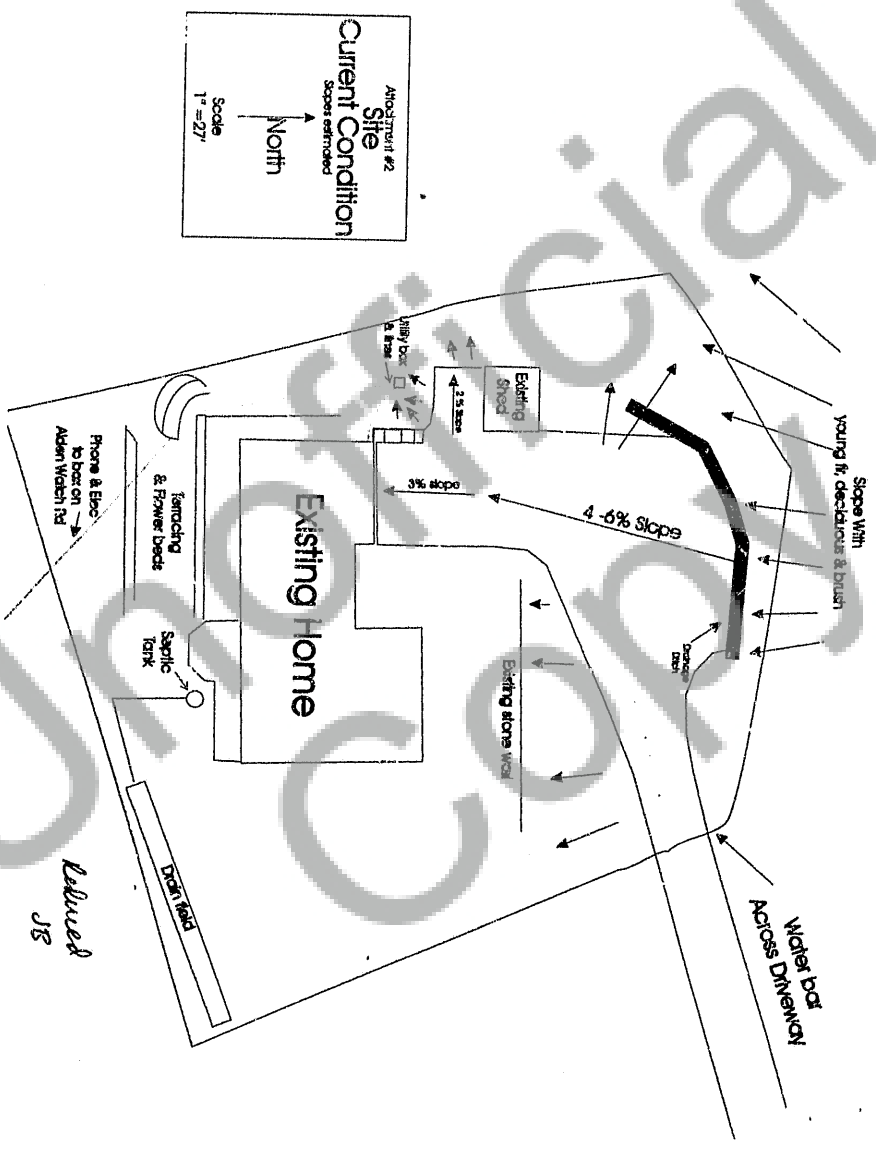 Attachment #2
Site
Current Condition
Slopes estimated
North
Scale
1" = 27'
Slope With
young fir, deciduous & brush
Water bar
Across Driveway
Drainage
Ditch
4 -6% Slope
3% slope
2% slope
Existing
Shed
Utility box
& lines
Existing stone wall
Existing Home
Terracing
& Flower beds
Septic
Tank
Phone & Elec
to box on
Alden Watch Rd
Drain field
Reduced
JB
Unofficial
Copy